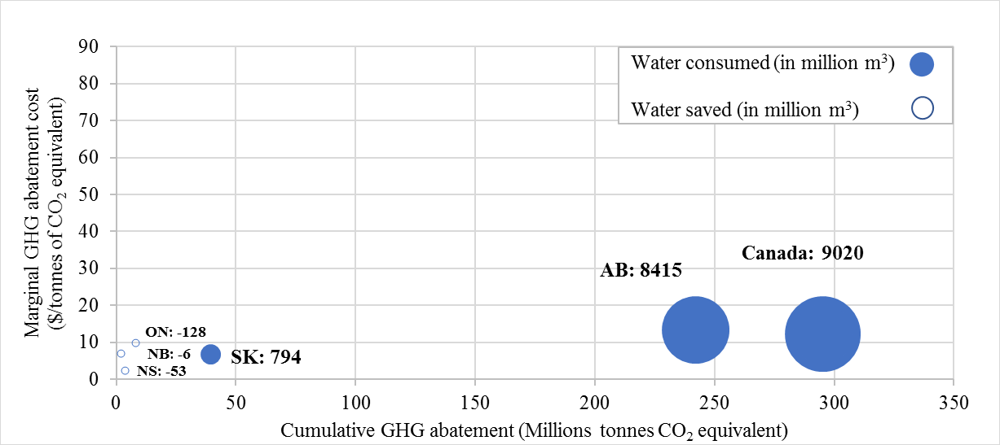 90
80
70
60
50
40
30
20
10
0
Marginal GHG abatement cost
($/tonnes of CO₂ equivalent)
Water consumed (in million m³)
Water saved (in million m³)
Canada: 9020
AB: 8415
ON: -128
NB: -6
SK: 794
NS: -53
0 50 100 150 200 250 300 350
Cumulative GHG abatement (Millions tonnes CO₂ equivalent)